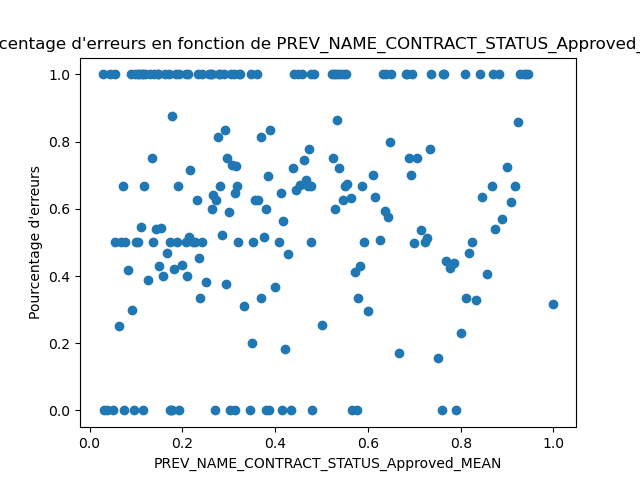 centage d'erreurs en fonction de PREV_NAME_CONTRACT_STATUS_Approved_
1.0
0.8
0.6
0.4
0.2
0.0
Pourcentage d'erreurs
0.0 0.2 0.4 0.6 0.8 1.0
PREV_NAME_CONTRACT_STATUS_Approved_MEAN